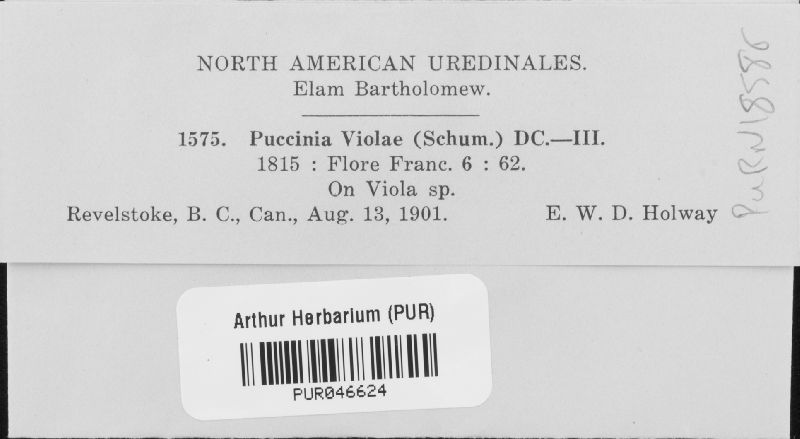 NORTH AMERICAN UREDINALES.
Elam Bartholomew.
1575. Puccinia Violae (Schum.) DC.—III.
1815 : Flore Franc. 6 : 62.
On Viola sp.
Revelstoke, B. C., Can., Aug. 13, 1901. E. W. D. Holway
PURN18586
Arthur Herbarium (PUR)
PUR046624